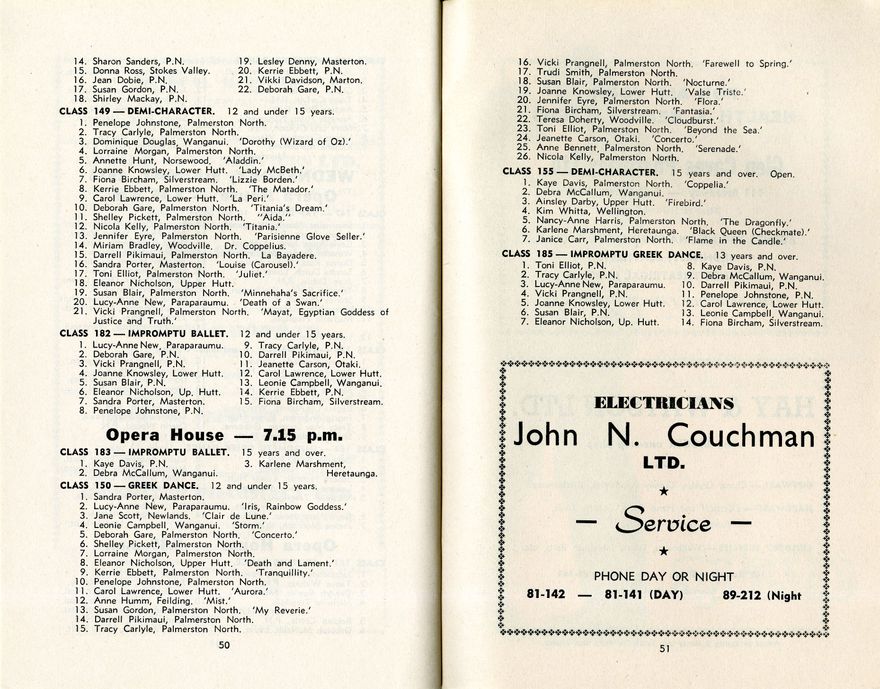 14. Sharon Sanders, P.N.
15. Donna Ross, Stokes Valley.
16. Jean Dobie, P.N.
17. Susan Gordon, P.N.
18. Shirley Mackay, P.N.
19. Lesley Denny, Masterton.
20. Kerrie Ebbett, P.N.
21. Vikki Davidson, Marton.
22. Deborah Gare, P.N.
CLASS 149 — DEMI-CHARACTER. 12 and under 15 years.
1. Penelope Johnstone, Palmerston North.
2. Tracy Carlyle, Palmerston North.
3. Dominique Douglas, Wanganui. 'Dorothy (Wizard of Oz).'
4. Lorraine Morgan, Palmerston North.
5. Annette Hunt, Norsewood. 'Aladdin.'
6. Joanne Knowsley, Lower Hutt. 'Lady McBeth.'
7. Fiona Bircham, Silverstream. 'Lizzie Borden.'
8. Kerrie Ebbett, Palmerston North. 'The Matador.'
9. Carol Lawrence, Lower Hutt. 'La Peri.'
10. Deborah Gare, Palmerston North. 'Titania's Dream.'
11. Shelley Pickett, Palmerston North. "Aida."
12. Nicola Kelly, Palmerston North. 'Titania.'
13. Jennifer Eyre, Palmerston North. 'Parisienne Glove Seller.'
14. Miriam Bradley, Woodville. Dr. Coppelius.
15. Darrell Pikimaui, Palmerston North. La Bayadere.
16. Sandra Porter, Masterton. 'Louise (Carousel).'
17. Toni Elliot, Palmerston North. 'Juliet.'
18. Eleanor Nicholson, Upper Hutt.
19. Susan Blair, Palmerston North. 'Minnehaha's Sacrifice.'
20. Lucy-Anne New, Paraparaumu. 'Death of a Swan.'
21. Vicki Prangnell, Palmerston North. 'Mayat, Egyptian Goddess of
Justice and Truth.'
CLASS 182 — IMPROMPTU BALLET. 12 and under 15 years.
1. Lucy-Anne New, Paraparaumu.
2. Deborah Gare, P.N.
3. Vicki Prangnell, P.N.
4. Joanne Knowsley, Lower Hutt.
5. Susan Blair, P.N.
6. Eleanor Nicholson, Up. Hutt.
7. Sandra Porter, Masterton.
8. Penelope Johnstone, P.N.
9. Tracy Carlyle, P.N.
10. Darrell Pikimaui, P.N.
11. Jeanette Carson, Otaki.
12. Carol Lawrence, Lower Hutt.
13. Leonie Campbell, Wanganui.
14. Kerrie Ebbett, P.N.
15. Fiona Bircham, Silverstream.
Opera House — 7.15 p.m.
CLASS 183 — IMPROMPTU BALLET. 15 years and over.
1. Kaye Davis, P.N.
2. Debra McCallum, Wanganui.
3. Karlene Marshment,
Heretaunga.
CLASS 150 — GREEK DANCE. 12 and under 15 years.
1. Sandra Porter, Masterton.
2. Lucy-Anne New, Paraparaumu. 'Iris, Rainbow Goddess.'
3. Jane Scott, Newlands. 'Clair de Lune.'
4. Leonie Campbell, Wanganui. 'Storm.'
5. Deborah Gare, Palmerston North. 'Concerto.'
6. Shelley Pickett, Palmerston North.
7. Lorraine Morgan, Palmerston North.
8. Eleanor Nicholson, Upper Hutt. 'Death and Lament.'
9. Kerrie Ebbett, Palmerston North. 'Tranquillity.'
10. Penelope Johnstone, Palmerston North.
11. Carol Lawrence, Lower Hutt. 'Aurora.'
12. Anne Humm, Feilding. 'Mist.'
13. Susan Gordon, Palmerston North. 'My Reverie.'
14. Darrell Pikimaui, Palmerston North.
15. Tracy Carlyle, Palmerston North.
50
16. Vicki Prangnell, Palmerston North. 'Farewell to Spring.'
17. Trudi Smith, Palmerston North.
18. Susan Blair, Palmerston North. 'Nocturne.'
19. Joanne Knowsley, Lower Hutt. 'Valse Triste.'
20. Jennifer Eyre, Palmerston North. 'Flora.'
21. Fiona Bircham, Silverstream. 'Fantasia.'
22. Teresa Doherty, Woodville. 'Cloudburst.'
23. Toni Elliot, Palmerston North. 'Beyond the Sea.'
24. Jeanette Carson, Otaki. 'Concerto.'
25. Anne Bennett, Palmerston North. 'Serenade.'
26. Nicola Kelly, Palmerston North.
CLASS 155 — DEMI-CHARACTER. 15 years and over. Open.
1. Kaye Davis, Palmerston North. 'Coppelia.'
2. Debra McCallum, Wanganui.
3. Ainsley Darby, Upper Hutt. 'Firebird.'
4. Kim Whitta, Wellington.
5. Nancy-Anne Harris, Palmerston North. 'The Dragonfly.'
6. Karlene Marshment, Heretaunga. 'Black Queen (Checkmate).'
7. Janice Carr, Palmerston North. 'Flame in the Candle.'
CLASS 185 — IMPROMPTU GREEK DANCE. 13 years and over.
1. Toni Elliot, P.N.
2. Tracy Carlyle, P.N.
3. Lucy-Anne New, Paraparaumu.
4. Vicki Prangnell, P.N.
5. Joanne Knowsley, Lower Hutt.
6. Susan Blair, P.N.
7. Eleanor Nicholson, Up. Hutt.
8. Kaye Davis, P.N.
9. Debra McCallum, Wanganui.
10. Darrell Pikimaui, P.N.
11. Penelope Johnstone, P.N.
12. Carol Lawrence, Lower Hutt.
13. Leonie Campbell, Wanganui.
14. Fiona Bircham, Silverstream.
ELECTRICIANS
John N. Couchman
LTD.
— Service —
PHONE DAY OR NIGHT
81-142 — 81-141 (DAY) 89-212 (Night
51